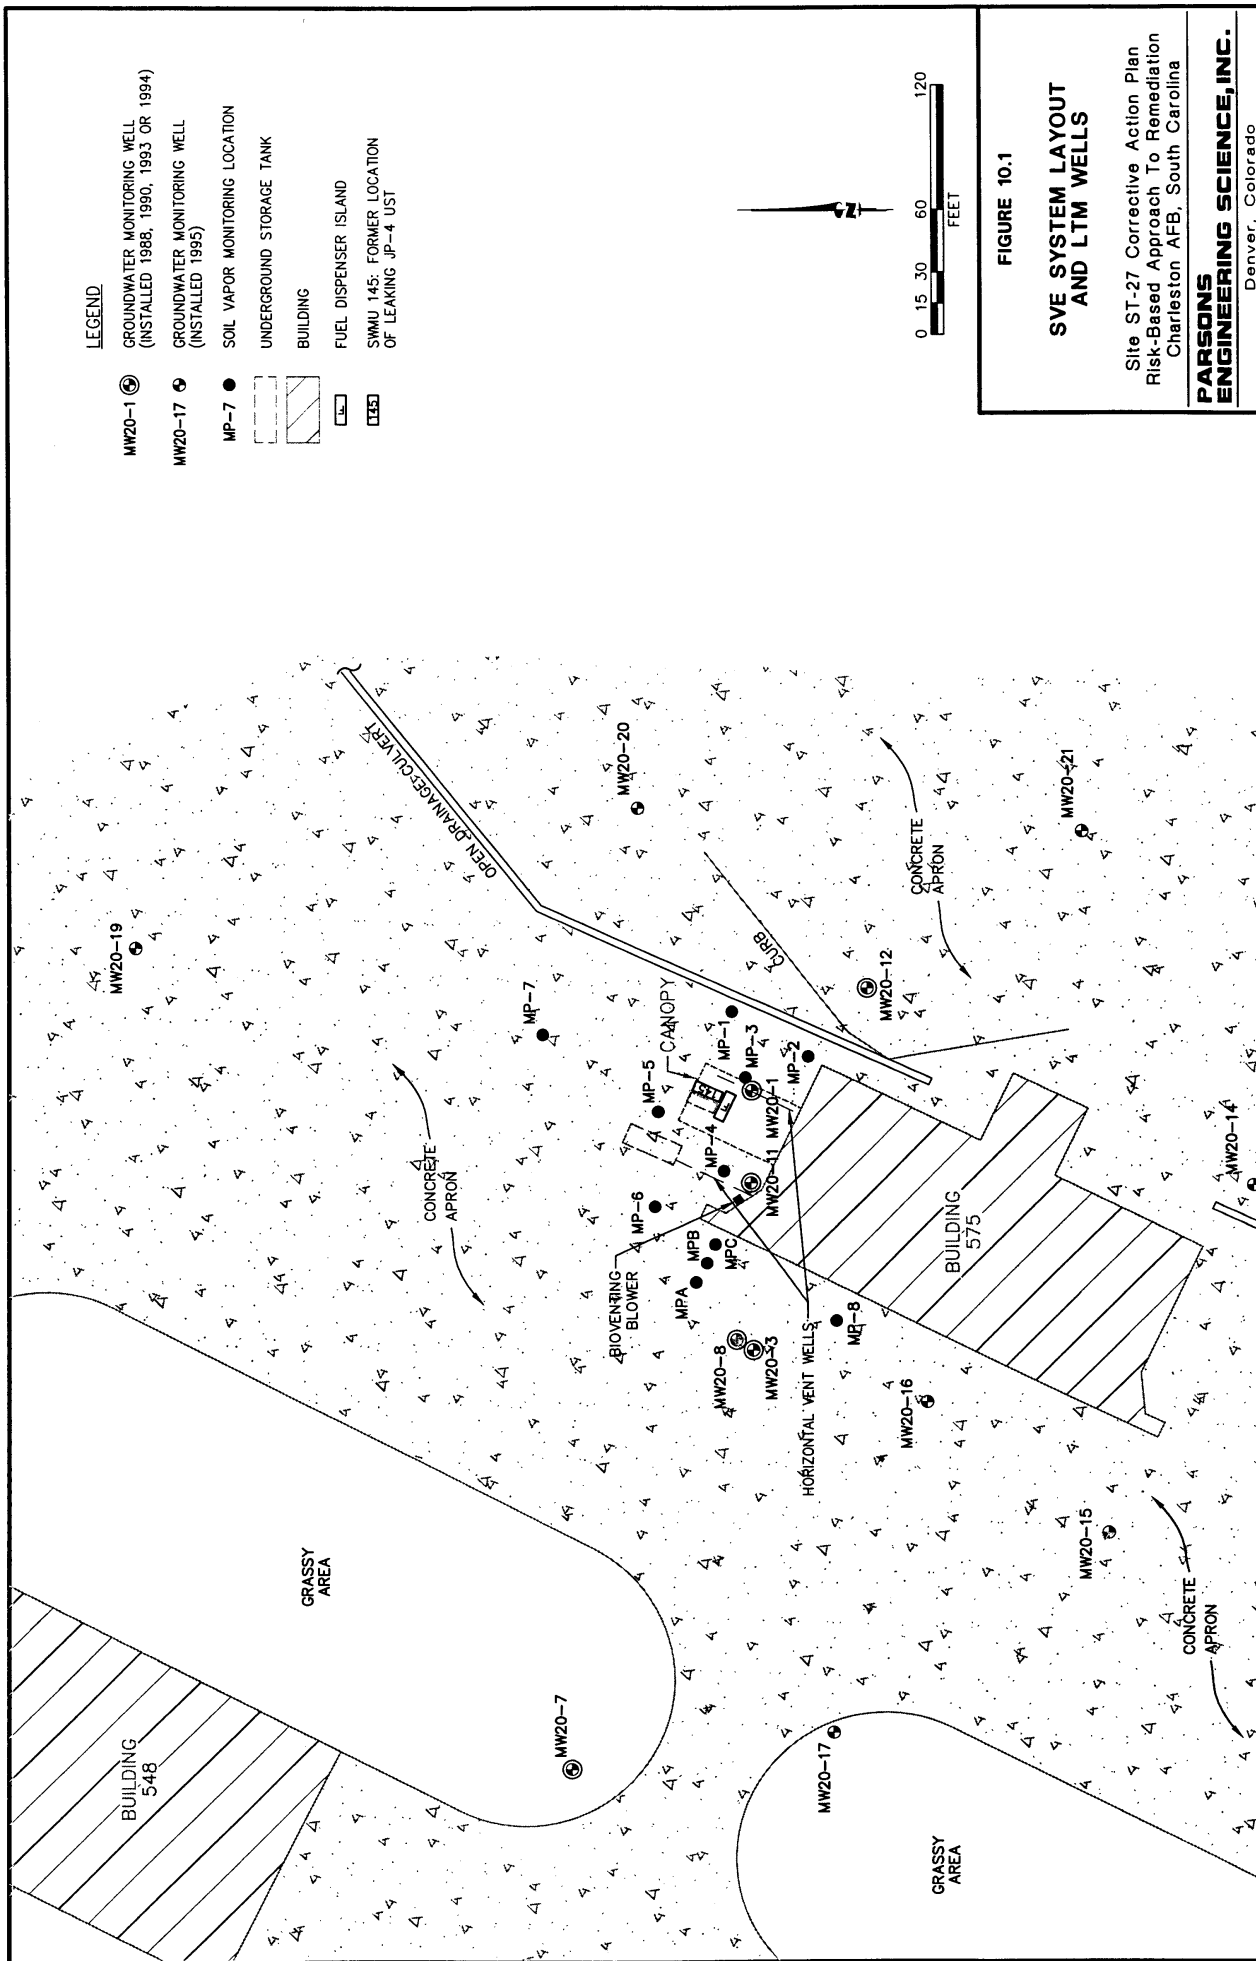 LEGEND
MW20-1
GROUNDWATER MONITORING WELL
(INSTALLED 1988, 1990, 1993 OR 1994)
MW20-17
GROUNDWATER MONITORING WELL
(INSTALLED 1995)
MP-7
SOIL VAPOR MONITORING LOCATION
UNDERGROUND STORAGE TANK
BUILDING
F
FUEL DISPENSER ISLAND
145
SWMU 145: FORMER LOCATION
OF LEAKING JP-4 UST
N
0 15 30 60 120
FEET
FIGURE 10.1
SVE SYSTEM LAYOUT
AND LTM WELLS
Site ST-27 Corrective Action Plan
Risk-Based Approach To Remediation
Charleston AFB, South Carolina
PARSONS
ENGINEERING SCIENCE, INC.
Denver, Colorado
BUILDING
548
GRASSY
AREA
MW20-7
MW20-19
CONCRETE
APRON
OPEN DRAINAGE CULVERT
MP-7
MW20-20
MP-5
CANOPY
MP-6
145
F
MP-1
MP-3
MP-4
MP-2
MW20-1
MW20-11
BIOVENTING
BLOWER
MPA
MPB
MPC
MW20-8
MW20-3
HORIZONTAL VENT WELLS
MP-8
CURB
MW20-12
CONCRETE
APRON
MW20-21
BUILDING
575
MW20-16
MW20-15
MW20-14
MW20-17
GRASSY
AREA
CONCRETE
APRON